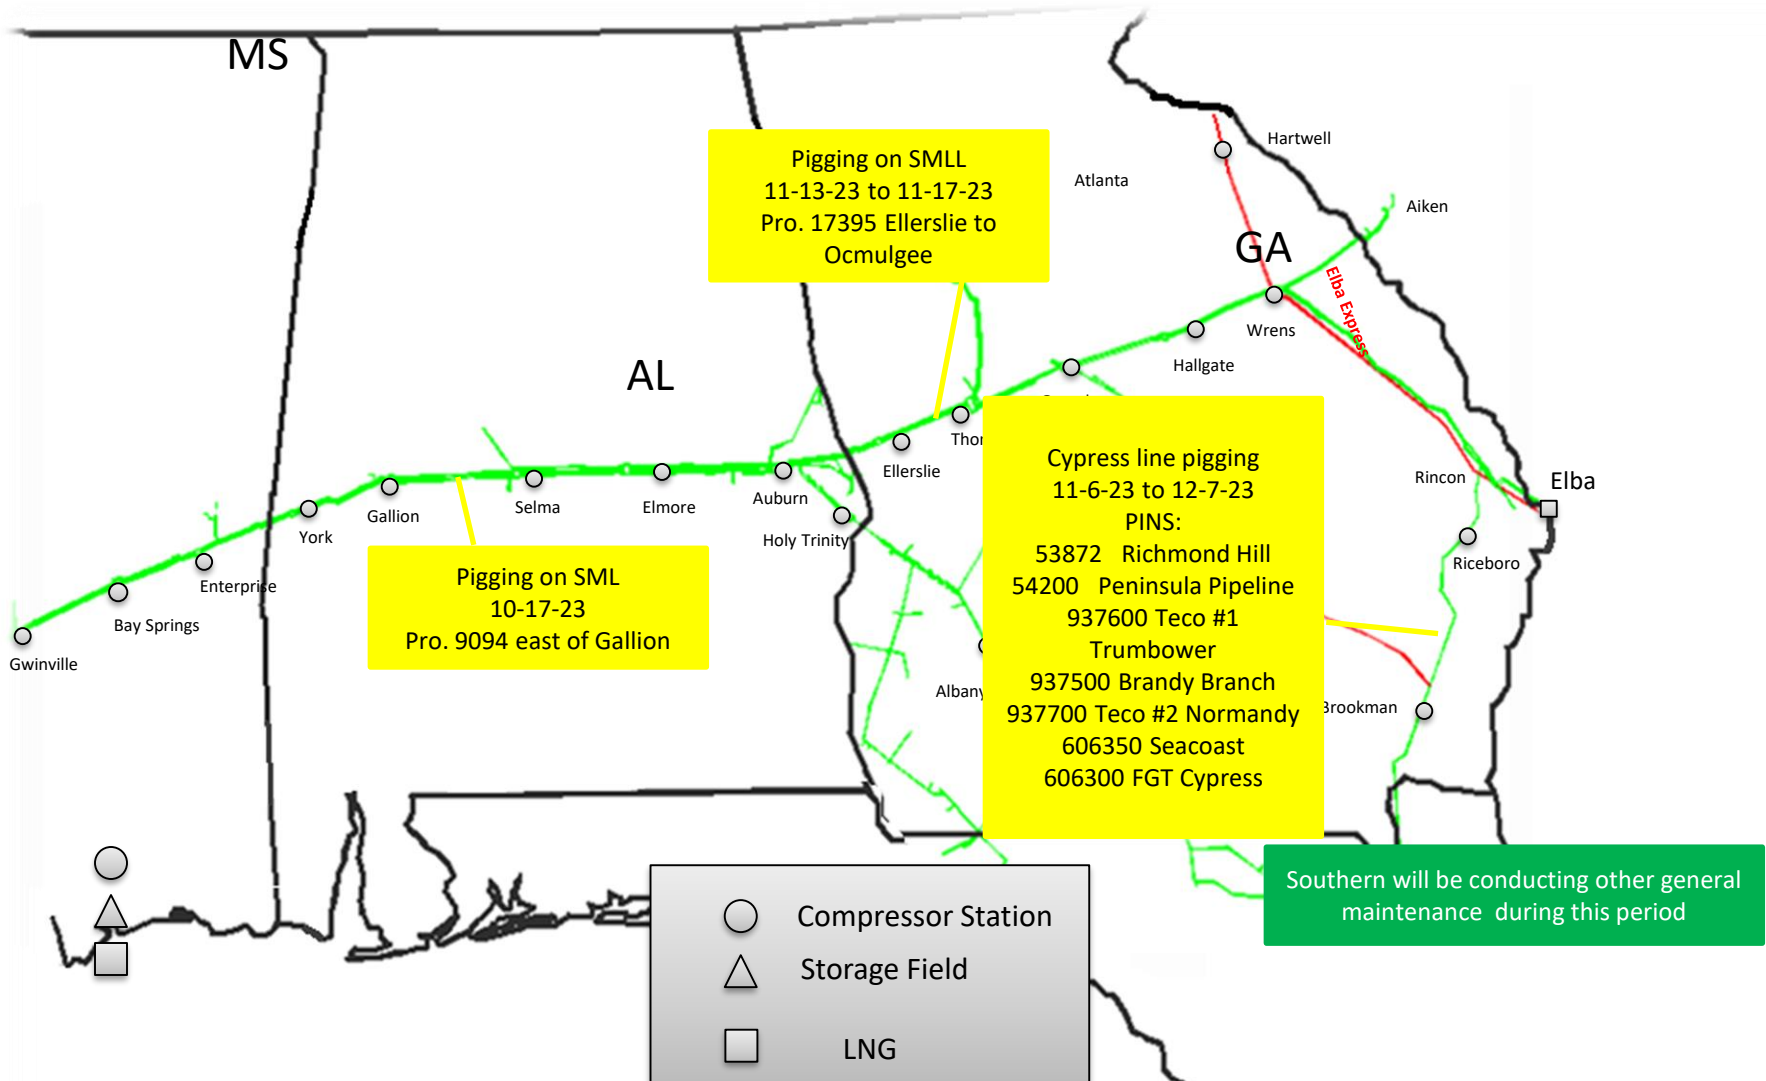 MS
Hartwell
Pigging on SMLL
11-13-23 to 11-17-23
Pro. 17395 Ellerslie to
Ocmulgee
Atlanta
Aiken
GA
Elba Express
Wrens
Hallgate
AL
Ellerslie
Auburn
Elmore
Selma
Gallion
York
Holy Trinity
Enterprise
Bay Springs
Gwinville
Rincon
Elba
Riceboro
Albany
Brookman
Pigging on SML
10-17-23
Pro. 9094 east of Gallion
Cypress line pigging
11-6-23 to 12-7-23
PINS:
53872 Richmond Hill
54200 Peninsula Pipeline
937600 Teco #1
Trumbower
937500 Brandy Branch
937700 Teco #2 Normandy
606350 Seacoast
606300 FGT Cypress
Southern will be conducting other general
maintenance during this period
Compressor Station
Storage Field
LNG